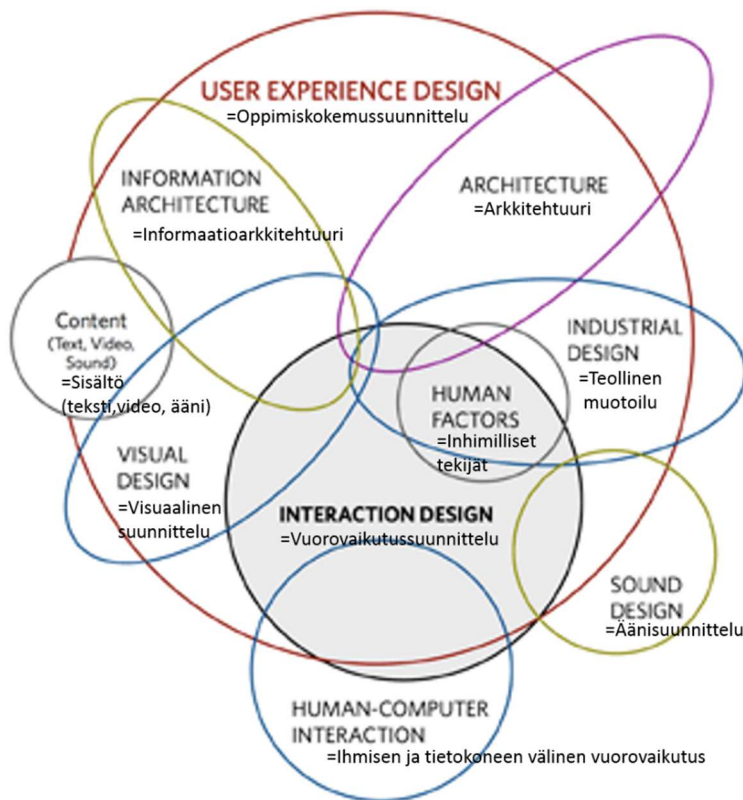 USER EXPERIENCE DESIGN
=Oppimiskokemussuunnittelu
INFORMATION
ARCHITECTURE
=Informaatioarkkitehtuuri
ARCHITECTURE
=Arkkitehtuuri
Content
(Text, Video,
Sound)
=Sisältö
(teksti,video, ääni)
INDUSTRIAL
DESIGN
=Teollinen
muotoilu
HUMAN
FACTORS
=Inhimilliset
tekijät
VISUAL
DESIGN
=Visuaalinen
suunnittelu
INTERACTION DESIGN
=Vuorovaikutussuunnittelu
SOUND
DESIGN
=Äänisuunnittelu
HUMAN-COMPUTER
INTERACTION
=Ihmisen ja tietokoneen välinen vuorovaikutus